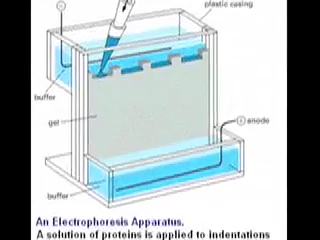 plastic casing
buffer
gel
+ anode
buffer
An Electrophoresis Apparatus.
A solution of proteins is applied to indentations